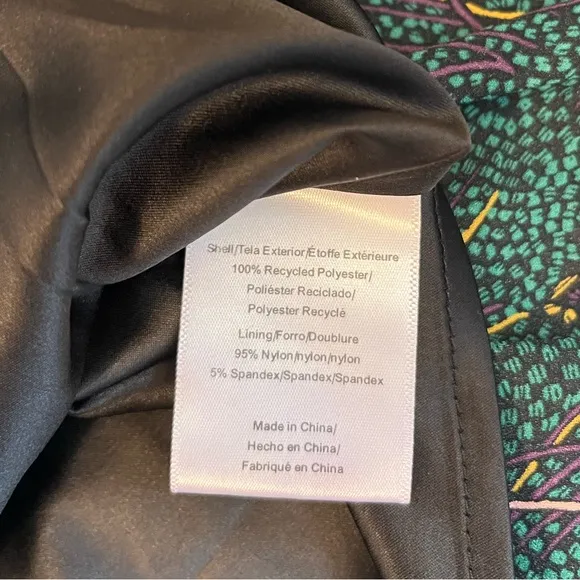 Shell/Tela Exterior/Étoffe Extérieure
100% Recycled Polyester/
Poliéster Reciclado/
Polyester Recyclè
Lining/Forro/Doublure
95% Nylon/nylon/nylon
5% Spandex/Spandex/Spandex
Made in China/
Hecho en China/
Fabriqué en China